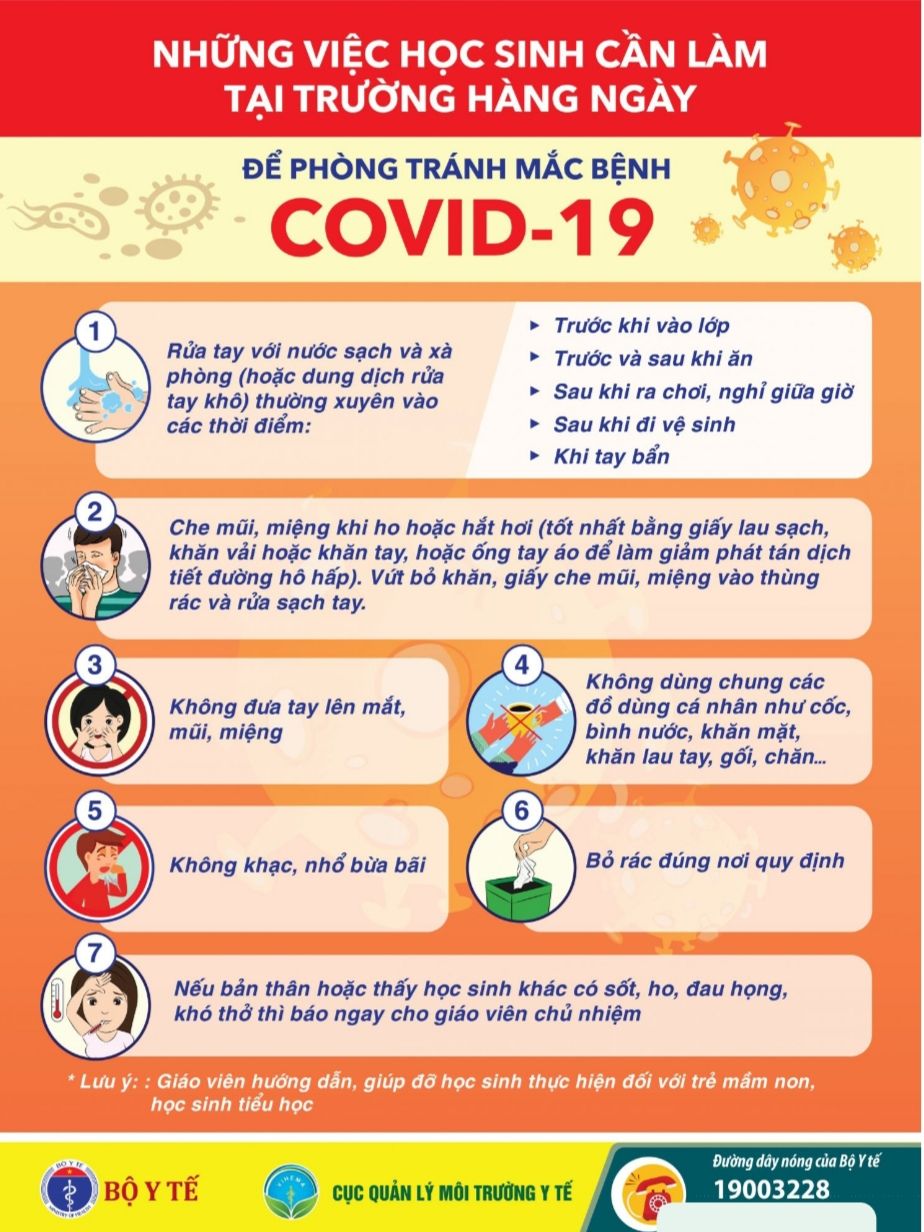 NHỮNG VIỆC HỌC SINH CẦN LÀM
TẠI TRƯỜNG HÀNG NGÀY
ĐỂ PHÒNG TRÁNH MẮC BỆNH
COVID-19
1
Rửa tay với nước sạch và xà
phòng (hoặc dung dịch rửa
tay khô) thường xuyên vào
các thời điểm:
▸ Trước khi vào lớp
▸ Trước và sau khi ăn
▸ Sau khi ra chơi, nghỉ giữa giờ
▸ Sau khi đi vệ sinh
▸ Khi tay bẩn
2
Che mũi, miệng khi ho hoặc hắt hơi (tốt nhất bằng giấy lau sạch,
khăn vải hoặc khăn tay, hoặc ống tay áo để làm giảm phát tán dịch
tiết đường hô hấp). Vứt bỏ khăn, giấy che mũi, miệng vào thùng
rác và rửa sạch tay.
3
Không đưa tay lên mắt,
mũi, miệng
4
Không dùng chung các
đồ dùng cá nhân như cốc,
bình nước, khăn mặt,
khăn lau tay, gối, chăn...
5
Không khạc, nhổ bừa bãi
6
Bỏ rác đúng nơi quy định
7
Nếu bản thân hoặc thấy học sinh khác có sốt, ho, đau họng,
khó thở thì báo ngay cho giáo viên chủ nhiệm
* Lưu ý: : Giáo viên hướng dẫn, giúp đỡ học sinh thực hiện đối với trẻ mầm non,
học sinh tiểu học
BỘ Y TẾ
MINISTRY OF HEALTH
BỘ Y TẾ
VIHEMA
CỤC QUẢN LÝ MÔI TRƯỜNG Y TẾ
Đường dây nóng của Bộ Y tế
19003228